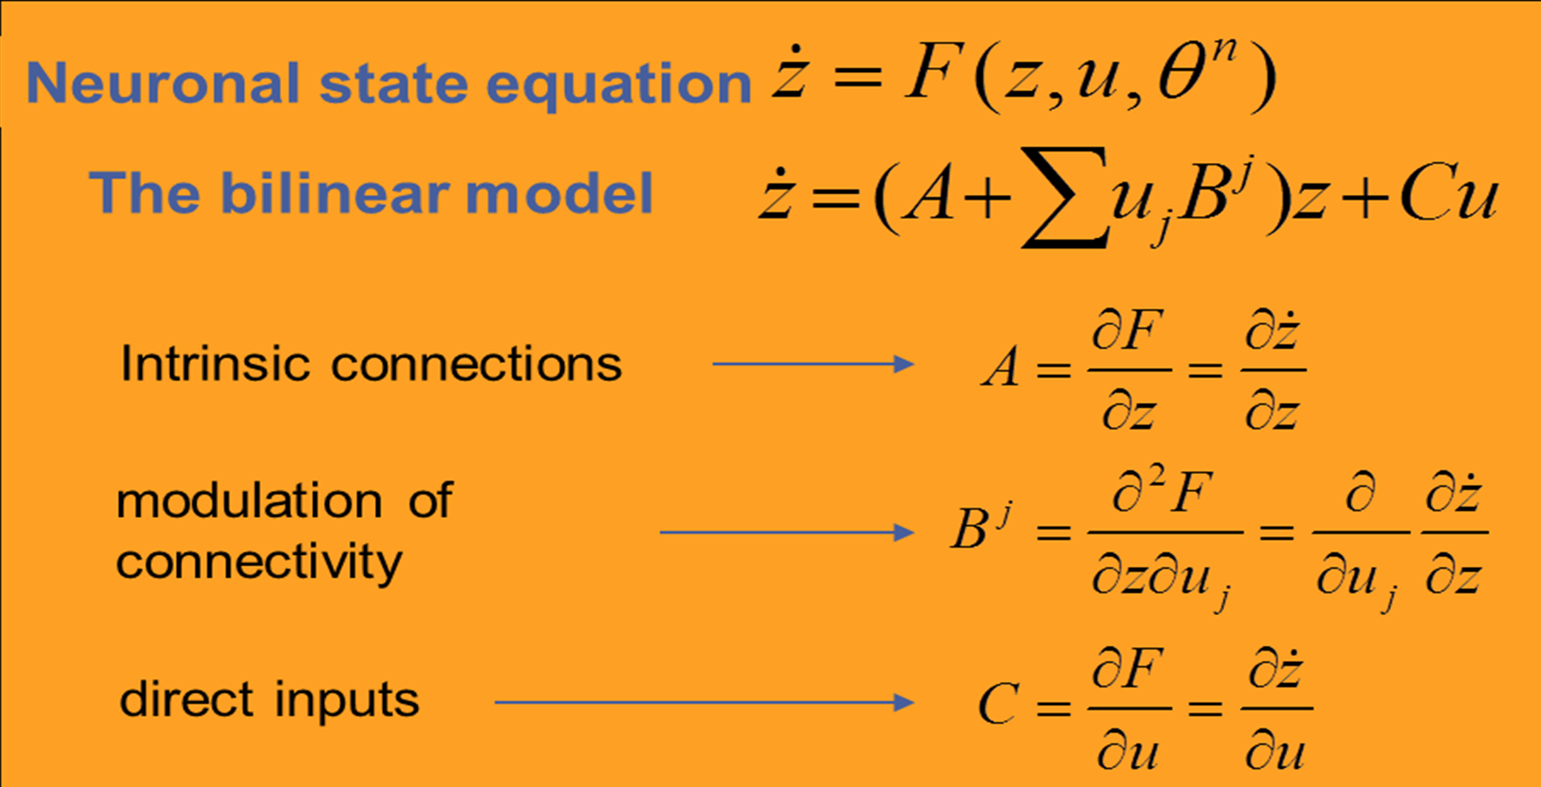 Neuronal state equation ż = F(z,u,θⁿ)
The bilinear model ż = (A+∑uⱼBʲ)z+Cu
Intrinsic connections A = ∂F/∂z = ∂ż/∂z
modulation of
connectivity Bʲ = ∂²F/∂z∂uⱼ = ∂/∂uⱼ ∂ż/∂z
direct inputs C = ∂F/∂u = ∂ż/∂u